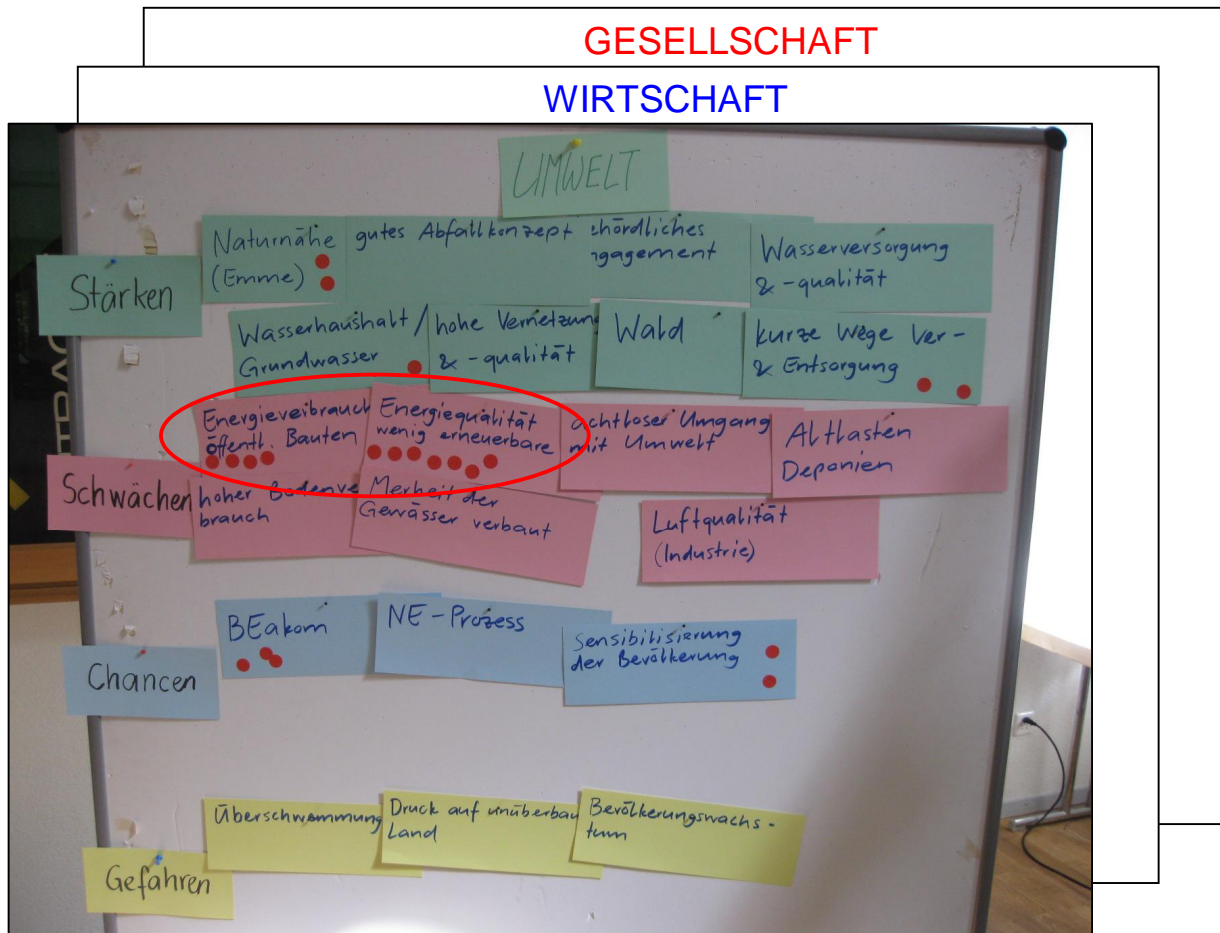 GESELLSCHAFT
WIRTSCHAFT
UMWELT
Stärken
Naturnähe
(Emme)
gutes Abfallkonzept
ehördliches
ngagement
Wasserversorgung
& -qualität
Wasserhaushalt /
Grundwasser
hohe Vernetzung
& -qualität
Wald
kurze Wege Ver-
& Entsorgung
Schwächen
Energieverbrauch
öffentl. Bauten
Energiequalität
wenig erneuerbare
achtloser Umgang
mit Umwelt
Altlasten
Deponien
hoher Bodenve
brauch
Merheit der
Gewässer verbaut
Luftqualität
(Industrie)
Chancen
BEakom
NE-Prozess
Sensibilisierung
der Bevölkerung
Gefahren
Überschwemmung
Druck auf unüberbau
Land
Bevölkerungswachs-
tum